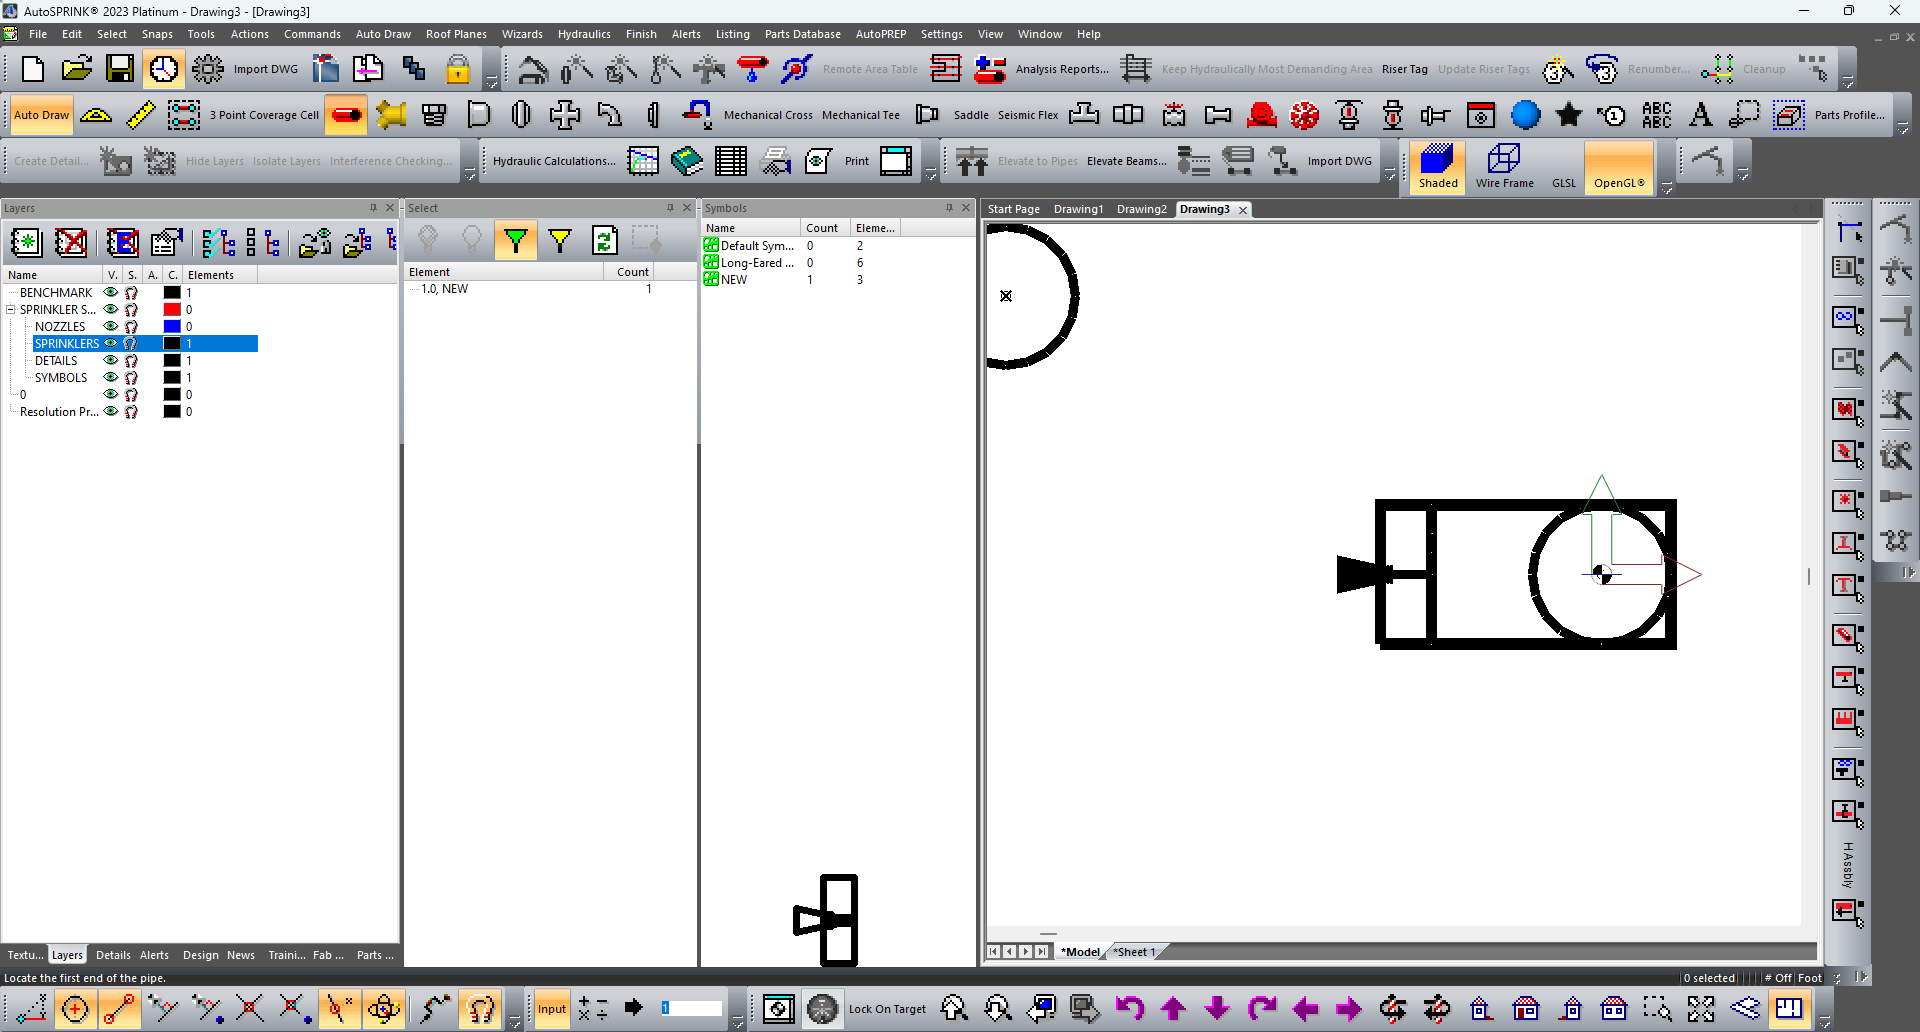 AutoSPRINK® 2023 Platinum - Drawing3 - [Drawing3]
File Edit Select Snaps Tools Actions Commands Auto Draw Roof Planes Wizards Hydraulics Finish Alerts Listing Parts Database AutoPREP Settings View Window Help
Import DWG Remote Area Table Analysis Reports... Keep Hydraulically Most Demanding Area Riser Tag Update Riser Tags Renumber... Cleanup
Auto Draw 3 Point Coverage Cell Mechanical Cross Mechanical Tee Saddle Seismic Flex ABC ABC A Parts Profile...
Create Detail... Hide Layers Isolate Layers Interference Checking... Hydraulic Calculations... Print Elevate to Pipes Elevate Beams... Import DWG
Shaded Wire Frame GLSL OpenGL®
Layers
Name V. S. A. C. Elements
BENCHMARK 1
SPRINKLER S... 0
NOZZLES 0
SPRINKLERS 1
DETAILS 1
SYMBOLS 1
0 0
Resolution Pr... 0
Textu... Layers Details Alerts Design News Traini... Fab ... Parts ...
Select
Element Count
1.0, NEW 1
Symbols
Name Count Eleme...
Default Sym... 0 2
Long-Eared ... 0 6
NEW 1 3
Start Page Drawing1 Drawing2 Drawing3
*Model *Sheet 1
HAssbly
Locate the first end of the pipe.
0 selected # Off Foot
Input 1 Lock On Target